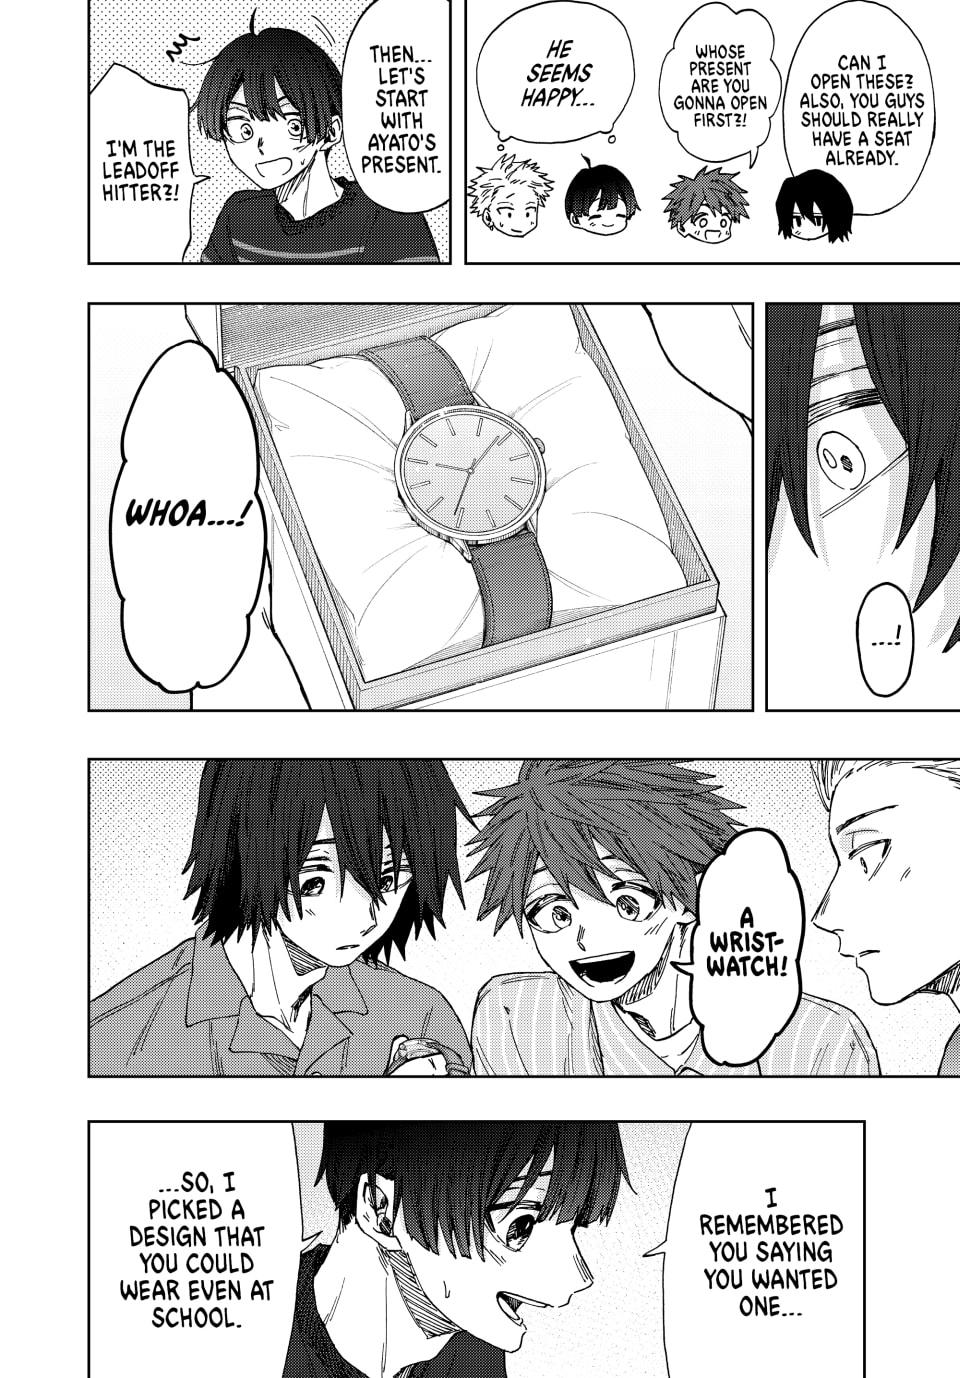 CAN I
OPEN THESE?
ALSO, YOU GUYS
SHOULD REALLY
HAVE A SEAT
ALREADY.
WHOSE
PRESENT
ARE YOU
GONNA OPEN
FIRST?!
HE
SEEMS
HAPPY...
THEN...
LET'S
START
WITH
AYATO'S
PRESENT.
I'M THE
LEADOFF
HITTER?!
...!
WHOA...!
A
WRIST-
WATCH!
I
REMEMBERED
YOU SAYING
YOU WANTED
ONE...
...SO, I
PICKED A
DESIGN THAT
YOU COULD
WEAR EVEN AT
SCHOOL.